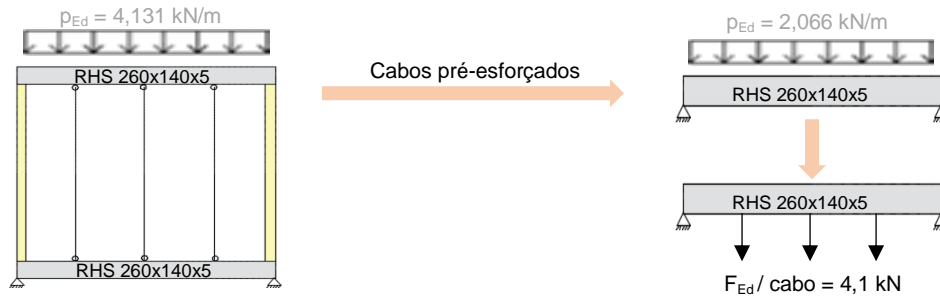 p_Ed = 4,131 kN/m
RHS 260x140x5
RHS 260x140x5
Cabos pré-esforçados
p_Ed = 2,066 kN/m
RHS 260x140x5
RHS 260x140x5
F_Ed / cabo = 4,1 kN